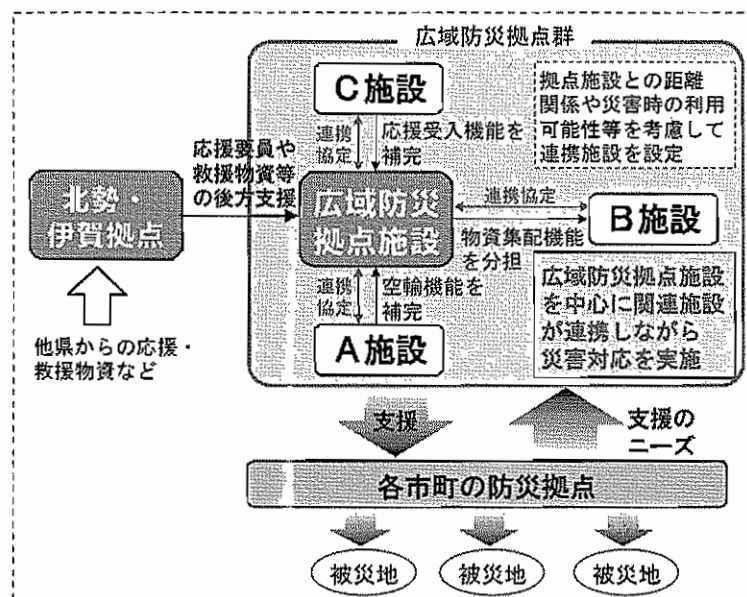 広域防災拠点群
C施設
拠点施設との距離
関係や災害時の利用
可能性等を考慮して
連携施設を設定
連携
協定
応援受入機能を
補完
応援要員や
救援物資等
の後方支援
北勢・
伊賀拠点
広域防災
拠点施設
連携協定
B施設
物資集配機能
を分担
連携
協定
空輸機能を
補完
A施設
広域防災拠点施設
を中心に関連施設
が連携しながら
災害対応を実施
他県からの応援・
救援物資など
支援
支援の
ニーズ
各市町の防災拠点
被災地
被災地
被災地